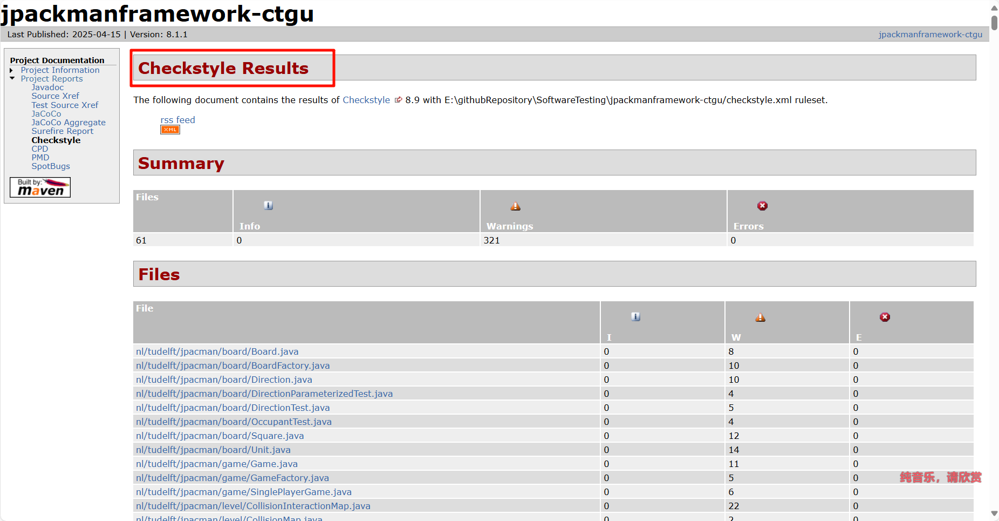 jpackmanframework-ctgu
Last Published: 2025-04-15 | Version: 8.1.1
jpackmanframework-ctgu
Project Documentation
Project Information
Project Reports
Javadoc
Source Xref
Test Source Xref
JaCoCo
JaCoCo Aggregate
Surefire Report
Checkstyle
CPD
PMD
SpotBugs
Built by:
maven
Checkstyle Results
The following document contains the results of Checkstyle 8.9 with E:\githubRepository\SoftwareTesting\jpackmanframework-ctgu/checkstyle.xml ruleset.
rss feed
XML
Summary
Files Info Warnings Errors
61 0 321 0
Files
File I W E
nl/tudelft/jpacman/board/Board.java 0 8 0
nl/tudelft/jpacman/board/BoardFactory.java 0 10 0
nl/tudelft/jpacman/board/Direction.java 0 10 0
nl/tudelft/jpacman/board/DirectionParameterizedTest.java 0 4 0
nl/tudelft/jpacman/board/DirectionTest.java 0 5 0
nl/tudelft/jpacman/board/OccupantTest.java 0 4 0
nl/tudelft/jpacman/board/Square.java 0 12 0
nl/tudelft/jpacman/board/Unit.java 0 14 0
nl/tudelft/jpacman/game/Game.java 0 11 0
nl/tudelft/jpacman/game/GameFactory.java 0 5 0
纯音乐，请欣赏
nl/tudelft/jpacman/game/SinglePlayerGame.java 0 6 0
nl/tudelft/jpacman/level/CollisionInteractionMap.java 0 22 0
nl/tudelft/jpacman/level/CollisionMap.java 0 2 0